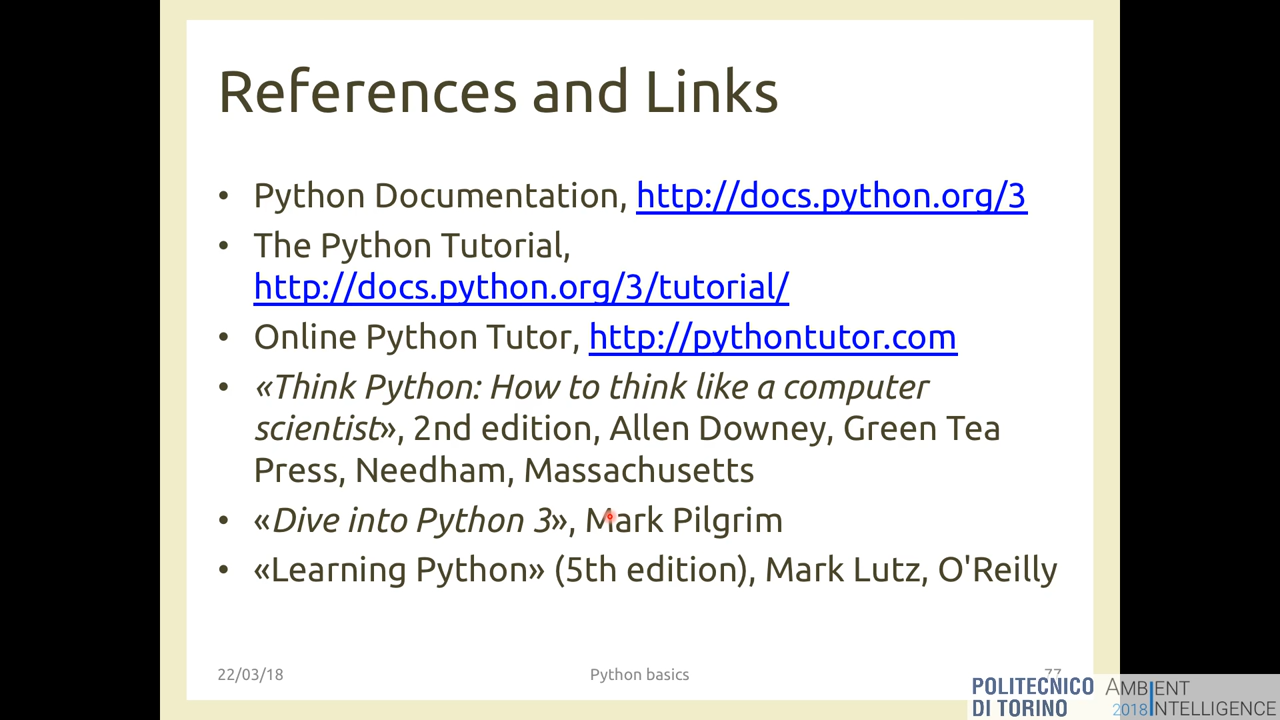 References and Links
• Python Documentation, http://docs.python.org/3
• The Python Tutorial,
http://docs.python.org/3/tutorial/
• Online Python Tutor, http://pythontutor.com
• «Think Python: How to think like a computer
scientist», 2nd edition, Allen Downey, Green Tea
Press, Needham, Massachusetts
• «Dive into Python 3», Mark Pilgrim
• «Learning Python» (5th edition), Mark Lutz, O'Reilly
22/03/18 Python basics 77
POLITECNICO AMBIENT
DI TORINO 2018 INTELLIGENCE